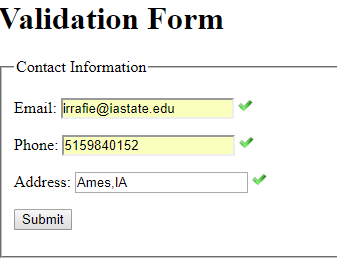 Validation Form
Contact Information
Email: irrafie@iastate.edu
Phone: 5159840152
Address: Ames,IA
Submit